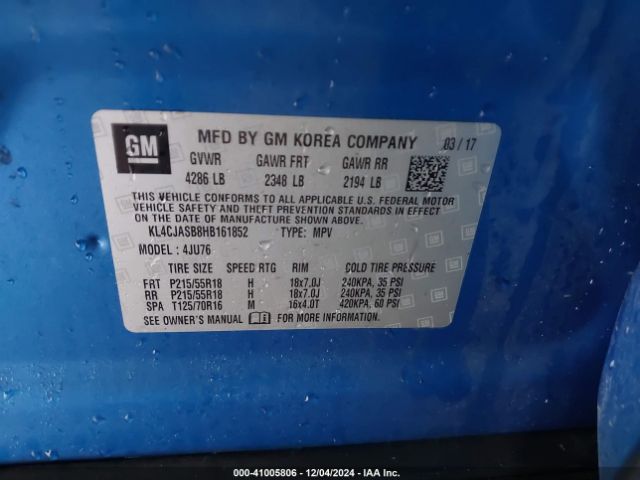 GM
MFD BY GM KOREA COMPANY 03/17
GVWR GAWR FRT GAWR RR
4286 LB 2348 LB 2194 LB
THIS VEHICLE CONFORMS TO ALL APPLICABLE U.S. FEDERAL MOTOR
VEHICLE SAFETY AND THEFT PREVENTION STANDARDS IN EFFECT
ON THE DATE OF MANUFACTURE SHOWN ABOVE.
KL4CJASB8HB161852 TYPE: MPV
MODEL : 4JU76
TIRE SIZE SPEED RTG RIM COLD TIRE PRESSURE
FRT P215/55R18 H 18x7.0J 240KPA, 35 PSI
RR P215/55R18 H 18x7.0J 240KPA, 35 PSI
SPA T125/70R16 M 16x4.0T 420KPA, 60 PSI
SEE OWNER'S MANUAL FOR MORE INFORMATION.
000-41005806 - 12/04/2024 - IAA Inc.